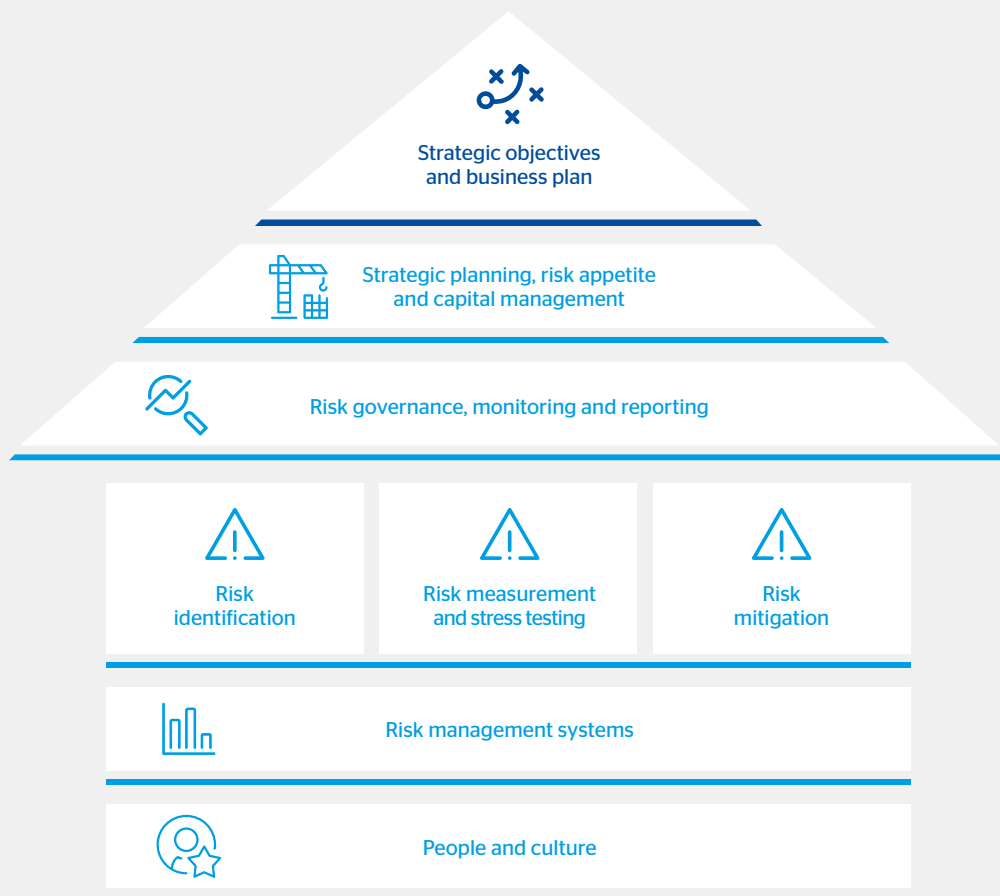 Strategic objectives
and business plan
Strategic planning, risk appetite
and capital management
Risk governance, monitoring and reporting
Risk
identification
Risk measurement
and stress testing
Risk
mitigation
Risk management systems
People and culture